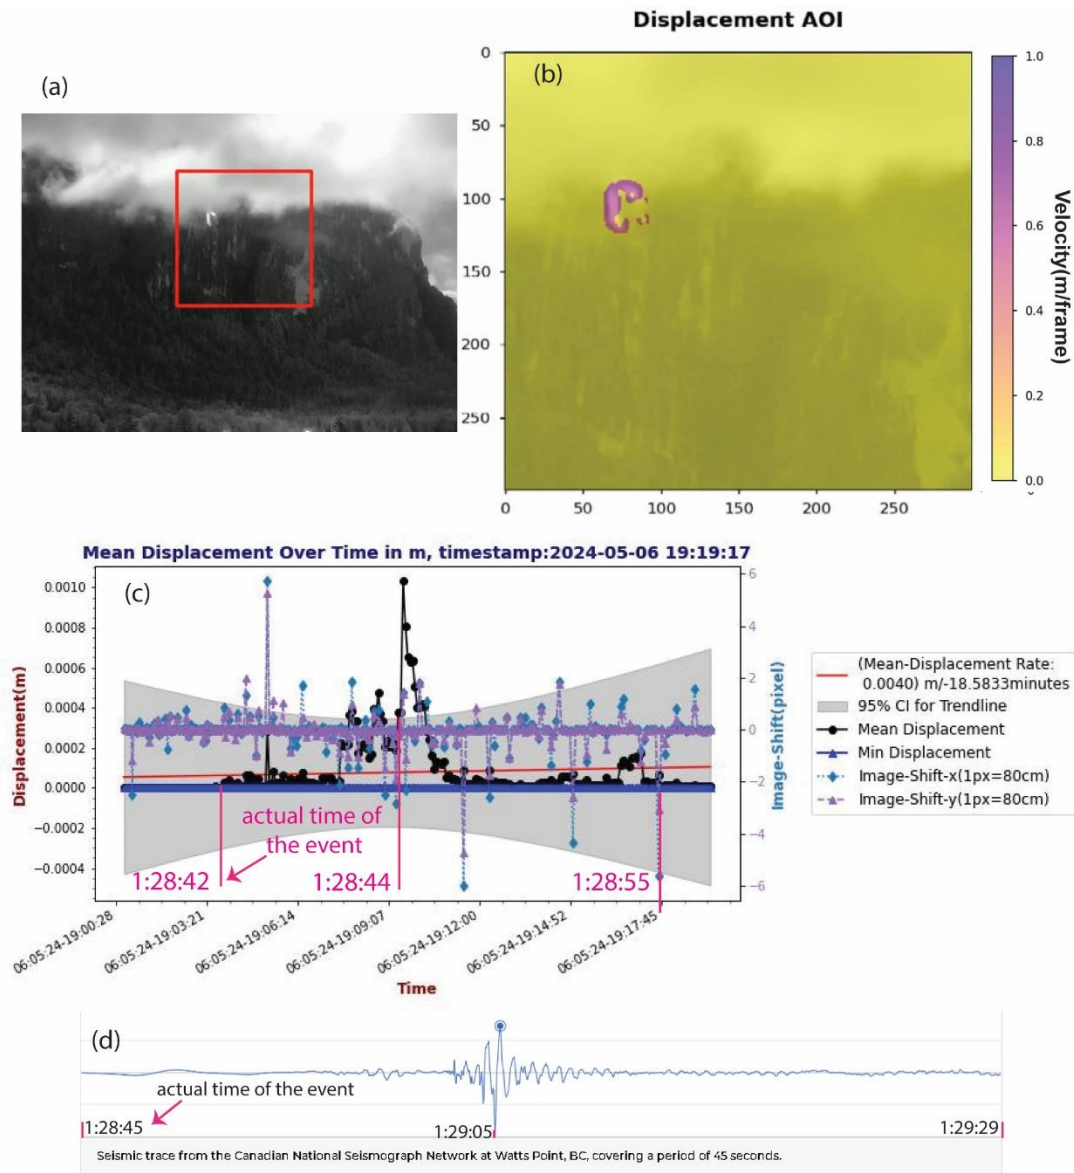 Displacement AOI
(a)
(b)
0
50
100
150
200
250
0
50
100
150
200
250
1.0
0.8
0.6
0.4
0.2
0.0
Velocity(m/frame)
Mean Displacement Over Time in m, timestamp:2024-05-06 19:19:17
(c)
0.0010
0.0008
0.0006
0.0004
0.0002
0.0000
−0.0002
−0.0004
Displacement(m)
6
4
2
0
−2
−4
−6
Image-Shift(pixel)
(Mean-Displacement Rate:
0.0040) m/-18.5833minutes
95% CI for Trendline
Mean Displacement
Min Displacement
Image-Shift-x(1px=80cm)
Image-Shift-y(1px=80cm)
actual time of
the event
1:28:42
1:28:44
1:28:55
06:05:24-19:00:28
06:05:24-19:03:21
06:05:24-19:06:14
06:05:24-19:09:07
06:05:24-19:12:00
06:05:24-19:14:52
06:05:24-19:17:45
Time
(d)
actual time of the event
1:28:45
1:29:05
1:29:29
Seismic trace from the Canadian National Seismograph Network at Watts Point, BC, covering a period of 45 seconds.